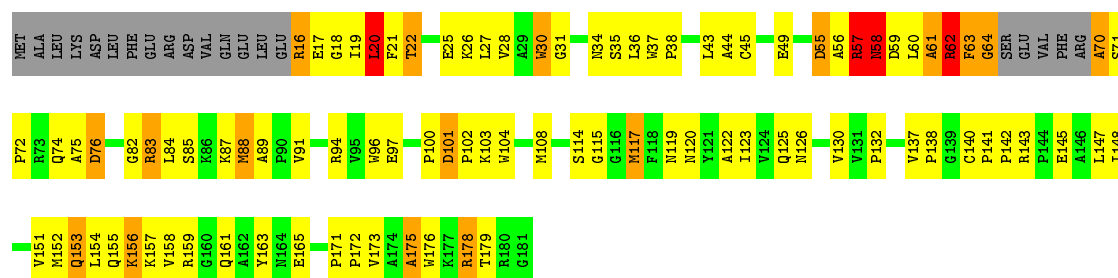 MET ALA LEU LYS ASP LEU PHE GLU ARG ASP VAL GLN GLU LEU GLU R16 E17 G18 I19 L20 F21 T22 E25 K26 L27 V28 A29 W30 G31 N34 S35 L36 W37 P38 L43 A44 C45 E49 D55 A56 R57 N58 D59 L60 A61 R62 F63 G64 SER GLU VAL PHE ARG A70 S71
P72 R73 Q74 A75 D76 G82 R83 L84 S85 K86 K87 M88 A89 P90 V91 R94 V95 W96 E97 P100 D101 P102 K103 W104 M108 S114 G115 G116 M117 F118 N119 N120 Y121 A122 I123 V124 Q125 N126 V130 V131 P132 V137 P138 G139 C140 P141 P142 R143 P144 E145 A146 L147
V151 M152 Q153 L154 Q155 K156 K157 V158 R159 G160 Q161 A162 Y163 N164 E165 P171 P172 V173 A174 A175 W176 K177 R178 T179 R180 G181